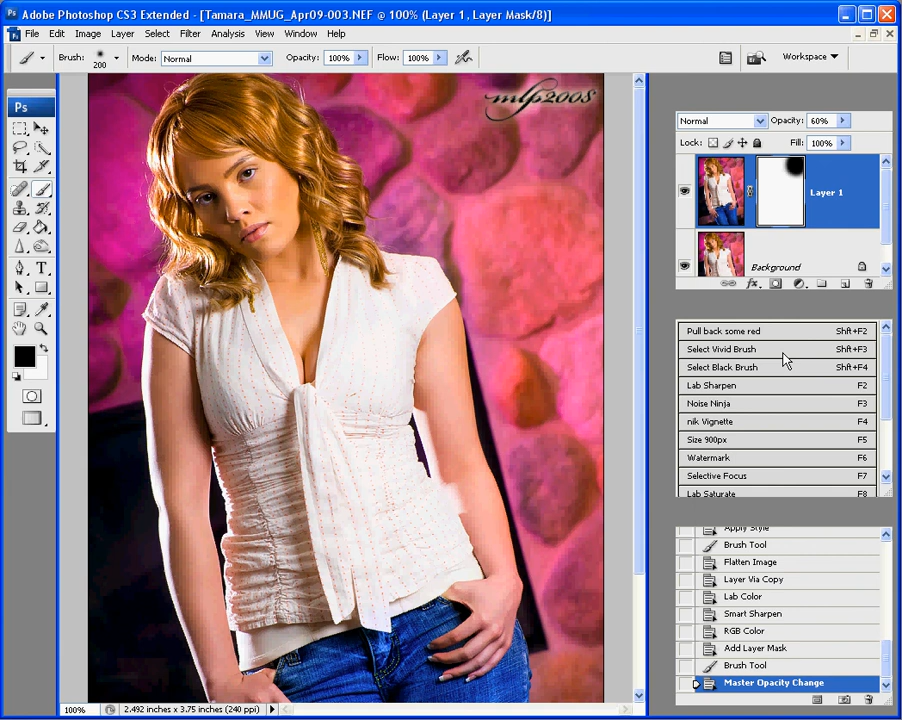 Adobe Photoshop CS3 Extended - [Tamara_MMUG_Apr09-003.NEF @ 100% (Layer 1, Layer Mask/8)]
File Edit Image Layer Select Filter Analysis View Window Help
Brush: 200 Mode: Normal Opacity: 100% Flow: 100% Workspace
Ps
mlp2008
Normal Opacity: 60%
Lock: Fill: 100%
Layer 1
Background
Pull back some red Shft+F2
Select Vivid Brush Shft+F3
Select Black Brush Shft+F4
Lab Sharpen F2
Noise Ninja F3
nik Vignette F4
Size 900px F5
Watermark F6
Selective Focus F7
Lab Saturate F8
Apply Style
Brush Tool
Flatten Image
Layer Via Copy
Lab Color
Smart Sharpen
RGB Color
Add Layer Mask
Brush Tool
Master Opacity Change
100% 2.492 inches x 3.75 inches (240 ppi)